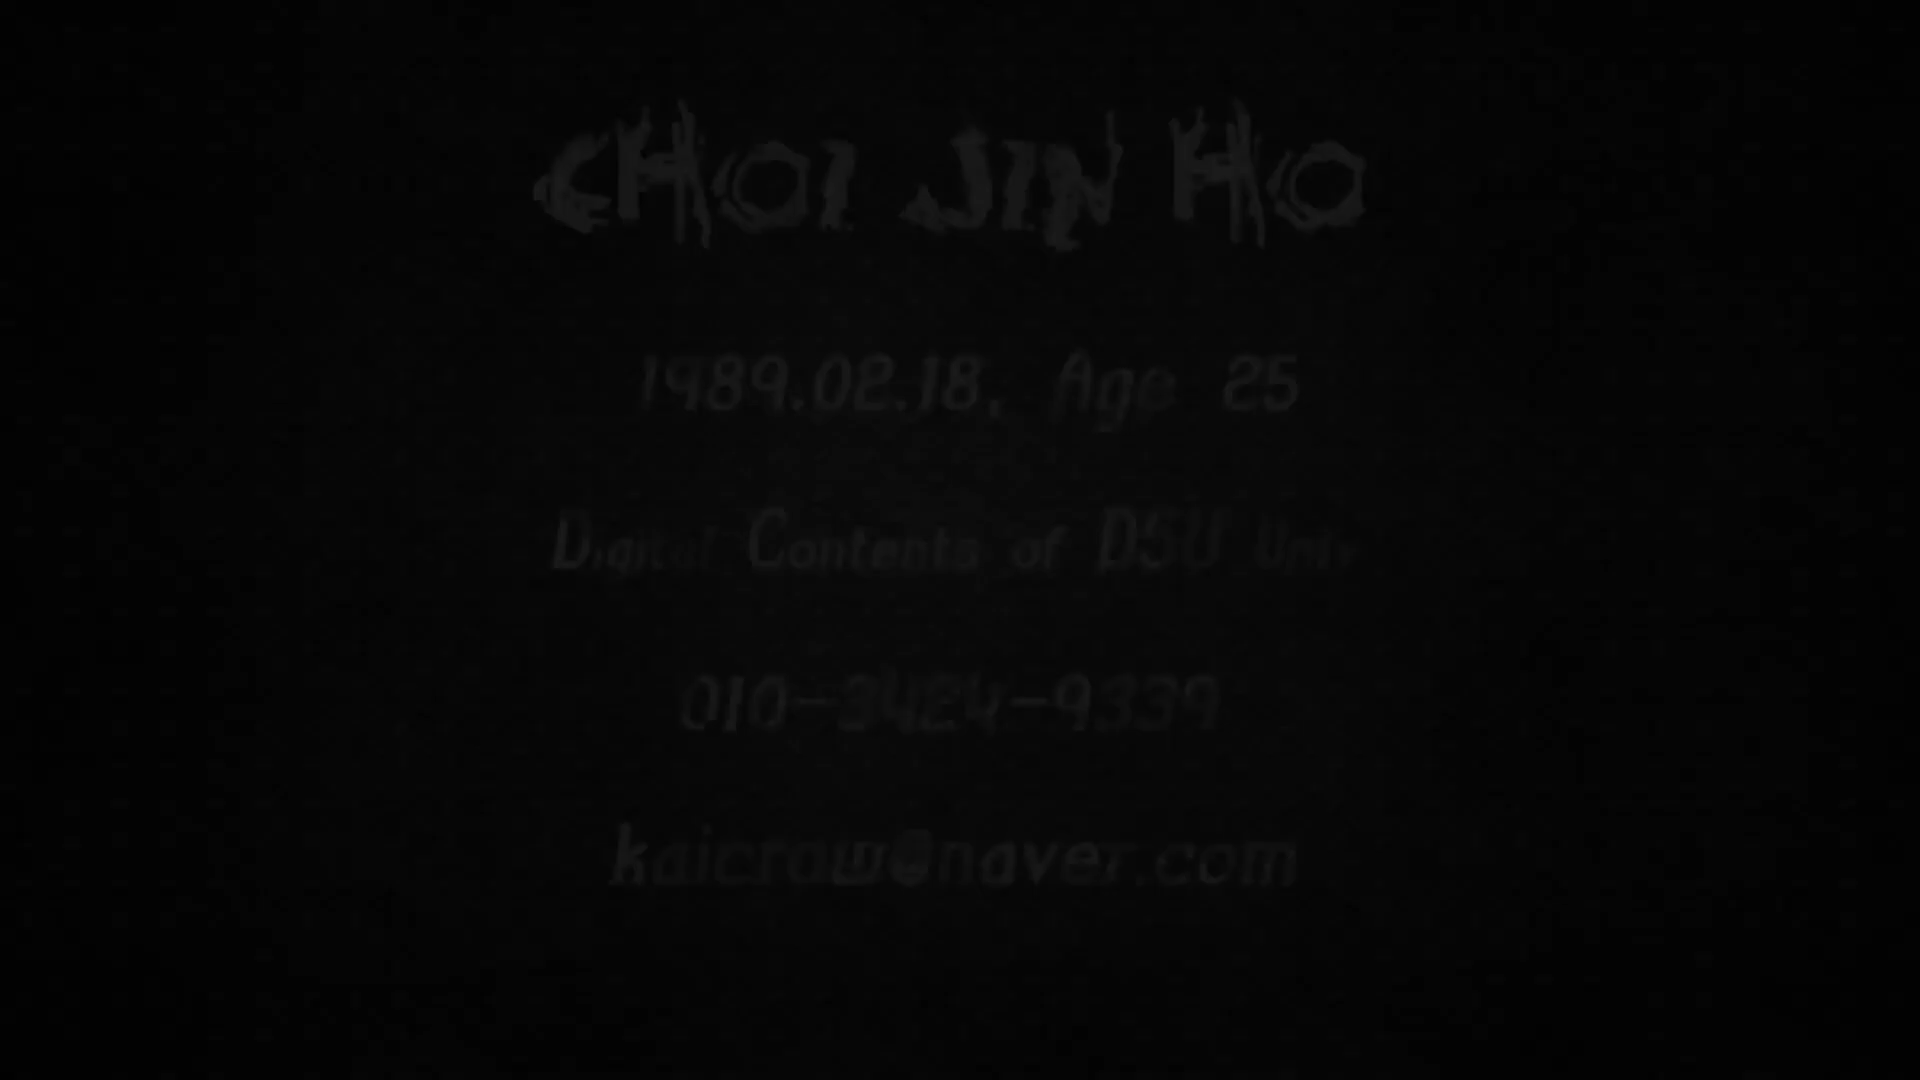 CHOI JIN HO
1989.02.18, Age 25
Digital Contents of DSU Univ
010-3424-9339
kaicrow@naver.com